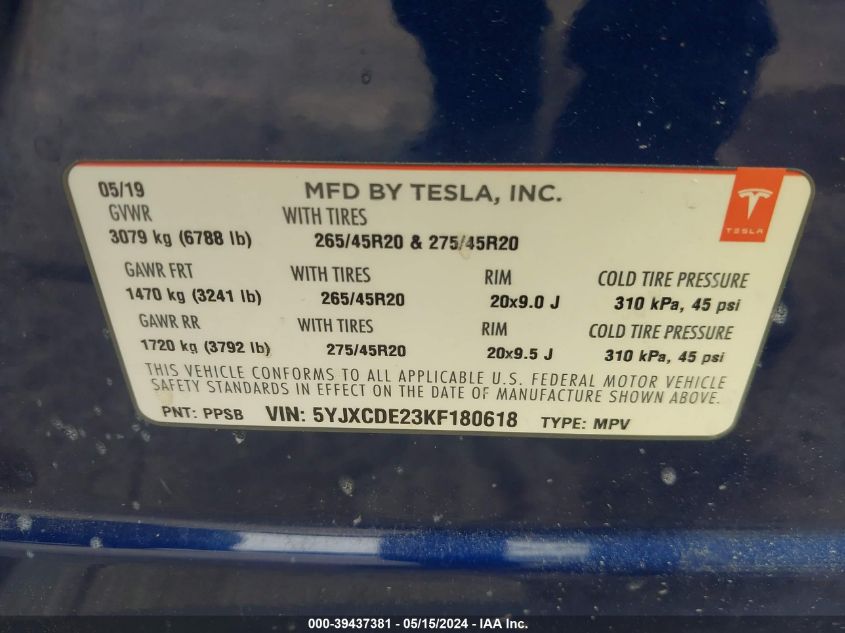 05/19 MFD BY TESLA, INC.
TESLA
GVWR WITH TIRES
3079 kg (6788 lb) 265/45R20 & 275/45R20
GAWR FRT WITH TIRES RIM COLD TIRE PRESSURE
1470 kg (3241 lb) 265/45R20 20x9.0 J 310 kPa, 45 psi
GAWR RR WITH TIRES RIM COLD TIRE PRESSURE
1720 kg (3792 lb) 275/45R20 20x9.5 J 310 kPa, 45 psi
THIS VEHICLE CONFORMS TO ALL APPLICABLE U.S. FEDERAL MOTOR VEHICLE
SAFETY STANDARDS IN EFFECT ON THE DATE OF MANUFACTURE SHOWN ABOVE.
PNT: PPSB VIN: 5YJXCDE23KF180618 TYPE: MPV
000-39437381 - 05/15/2024 - IAA Inc.